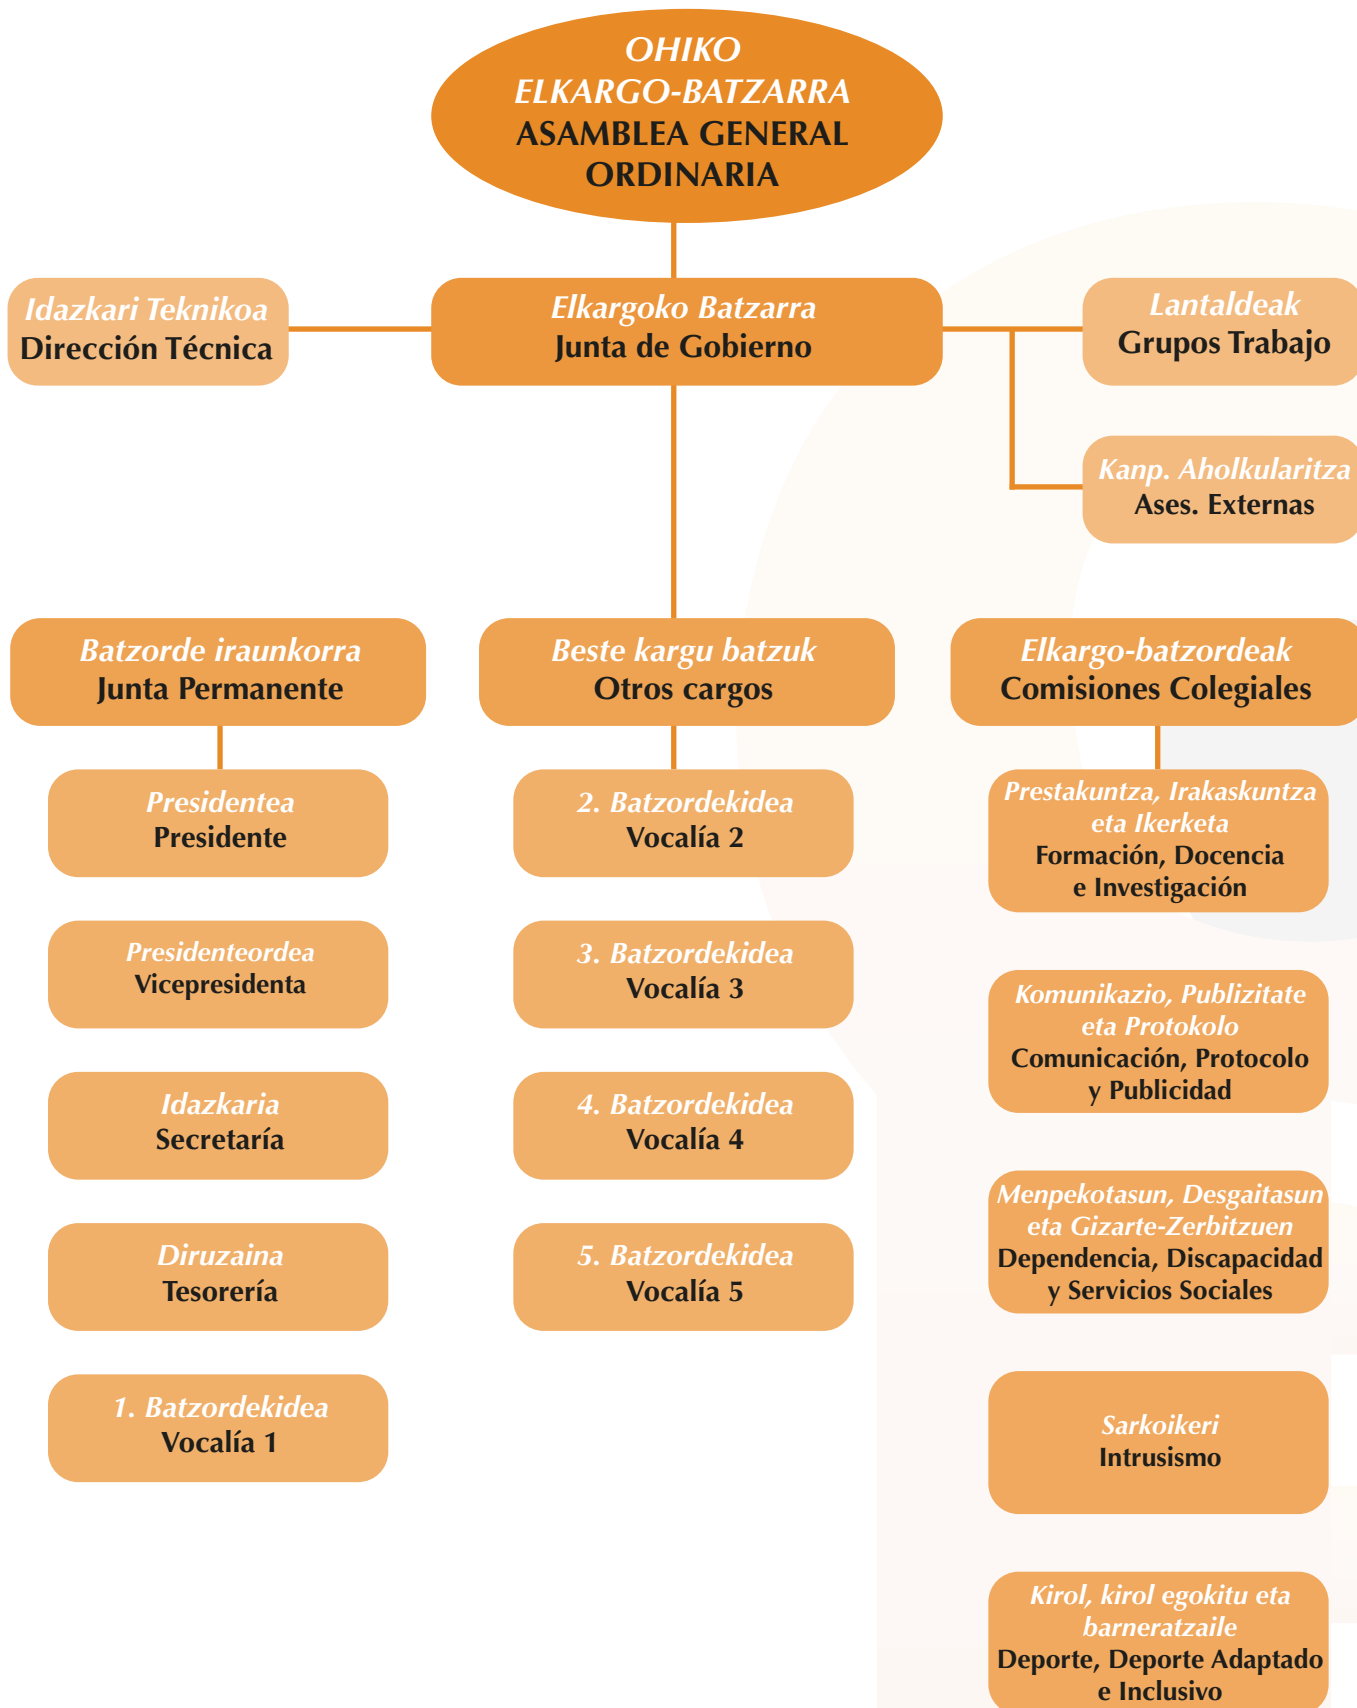 OHIKO
ELKARGO-BATZARRA
ASAMBLEA GENERAL
ORDINARIA
Idazkari Teknikoa
Dirección Técnica
Elkargoko Batzarra
Junta de Gobierno
Lantaldeak
Grupos Trabajo
Kanp. Aholkularitza
Ases. Externas
Batzorde iraunkorra
Junta Permanente
Presidentea
Presidente
Presidenteordea
Vicepresidenta
Idazkaria
Secretaría
Diruzaina
Tesorería
1. Batzordekidea
Vocalía 1
Beste kargu batzuk
Otros cargos
2. Batzordekidea
Vocalía 2
3. Batzordekidea
Vocalía 3
4. Batzordekidea
Vocalía 4
5. Batzordekidea
Vocalía 5
Elkargo-batzordeak
Comisiones Colegiales
Prestakuntza, Irakaskuntza
eta Ikerketa
Formación, Docencia
e Investigación
Komunikazio, Publizitate
eta Protokolo
Comunicación, Protocolo
y Publicidad
Menpekotasun, Desgaitasun
eta Gizarte-Zerbitzuen
Dependencia, Discapacidad
y Servicios Sociales
Sarkoikeri
Intrusismo
Kirol, kirol egokitu eta
barneratzaile
Deporte, Deporte Adaptado
e Inclusivo